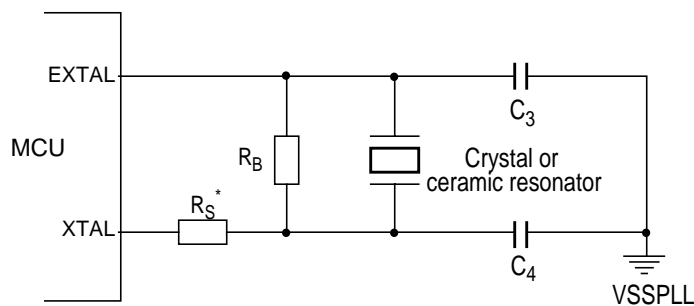 EXTAL
C3
MCU
RB
Crystal or
ceramic resonator
RS*
XTAL
C4
VSSPLL